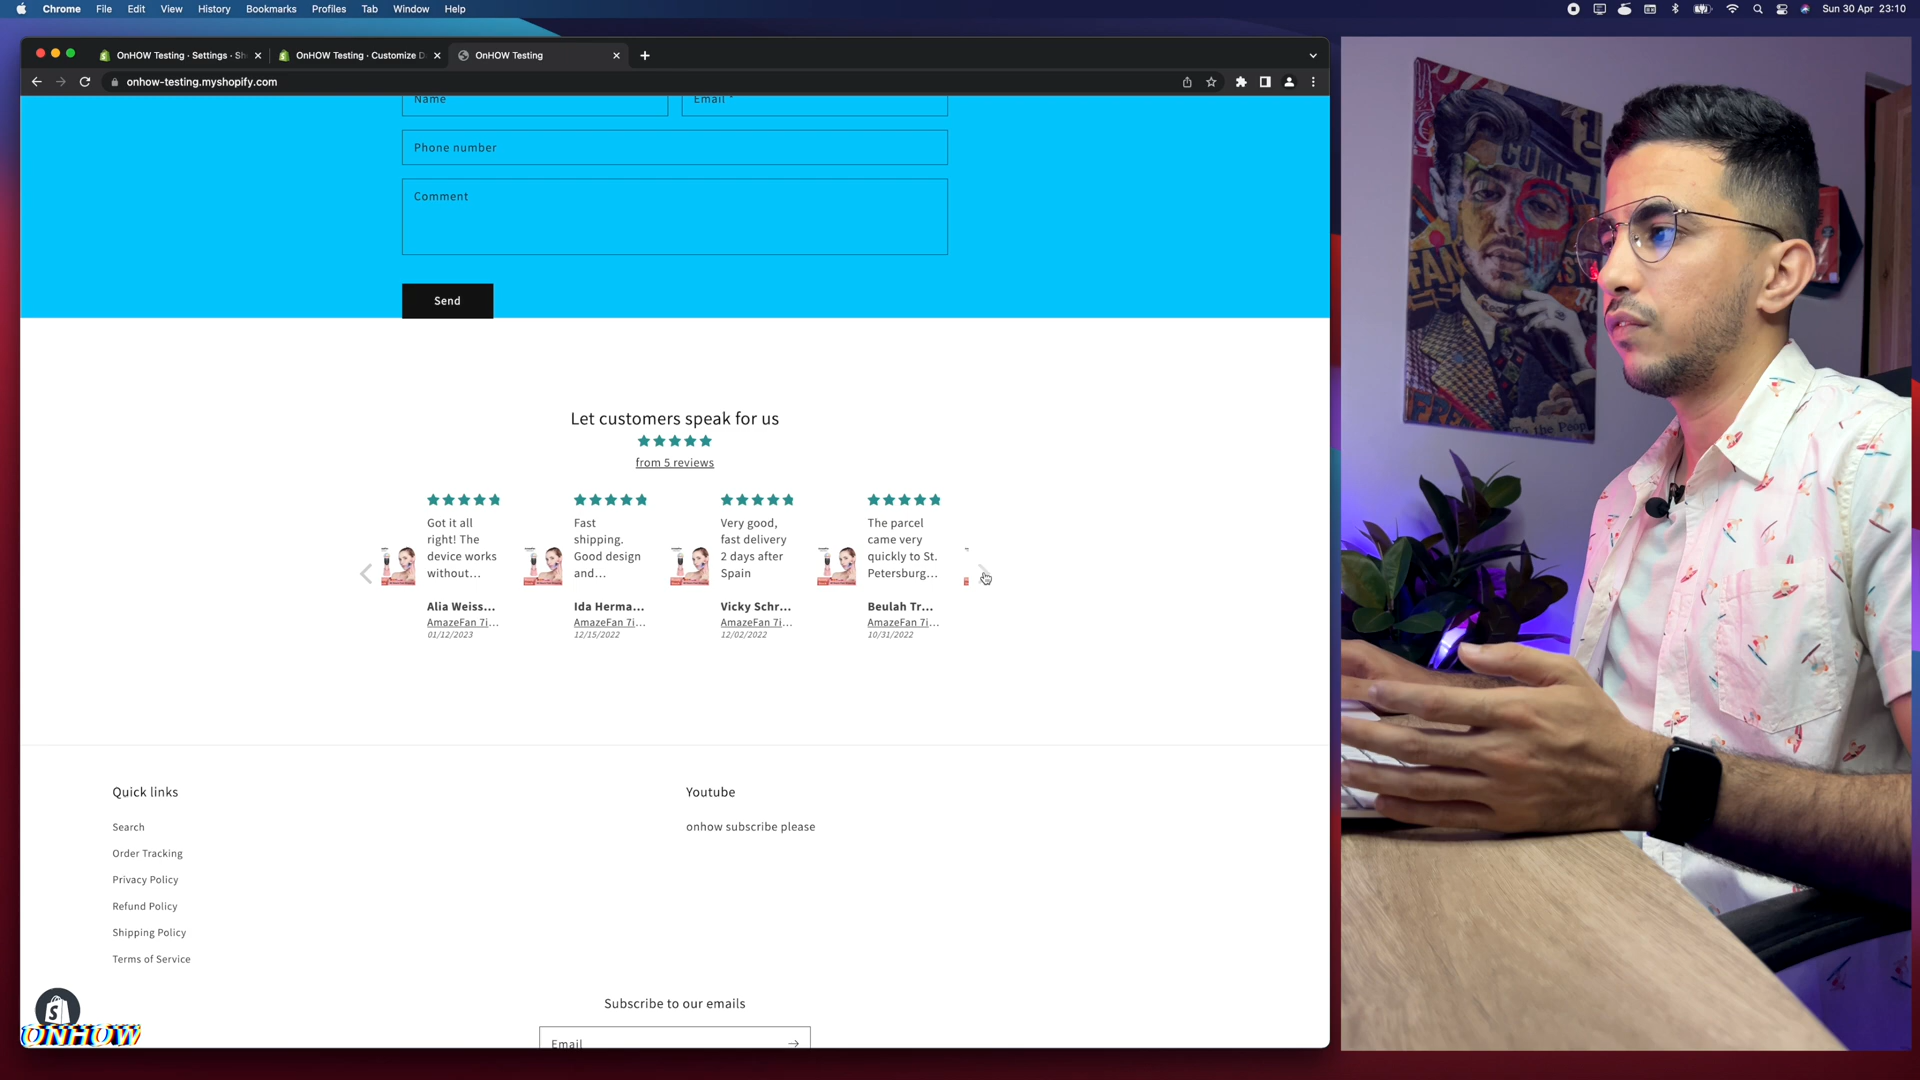 Chrome File Edit View History Bookmarks Profiles Tab Window Help Sun 30 Apr 23:10
OnHOW Testing · Settings · Sh OnHOW Testing · Customize D OnHOW Testing
onhow-testing.myshopify.com
Name Email *
Phone number
Comment
Send
Let customers speak for us
from 5 reviews
Got it all
right! The
device works
without...
Alia Weiss...
AmazeFan 7i...
01/12/2023
Fast
shipping.
Good design
and...
Ida Herma...
AmazeFan 7i...
12/15/2022
Very good,
fast delivery
2 days after
Spain
Vicky Schr...
AmazeFan 7i...
12/02/2022
The parcel
came very
quickly to St.
Petersburg...
Beulah Tr...
AmazeFan 7i...
10/31/2022
Quick links
Search
Order Tracking
Privacy Policy
Refund Policy
Shipping Policy
Terms of Service
Youtube
onhow subscribe please
Subscribe to our emails
Email
ONHOW
COME
FAN
To the Peop